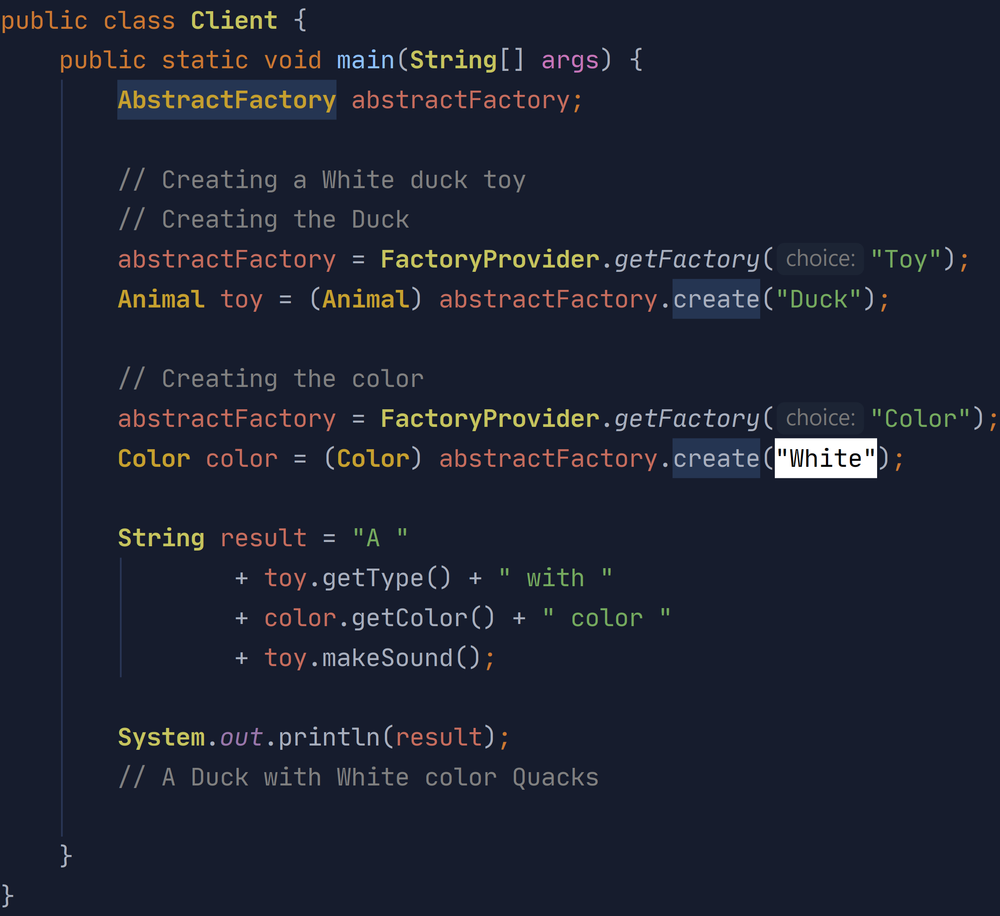 public class Client {
    public static void main(String[] args) {
        AbstractFactory abstractFactory;
        // Creating a White duck toy
        // Creating the Duck
        abstractFactory = FactoryProvider.getFactory( choice: "Toy");
        Animal toy = (Animal) abstractFactory.create("Duck");
        // Creating the color
        abstractFactory = FactoryProvider.getFactory( choice: "Color");
        Color color = (Color) abstractFactory.create("White");
        String result = "A "
                + toy.getType() + " with "
                + color.getColor() + " color "
                + toy.makeSound();
        System.out.println(result);
        // A Duck with White color Quacks
    }
}